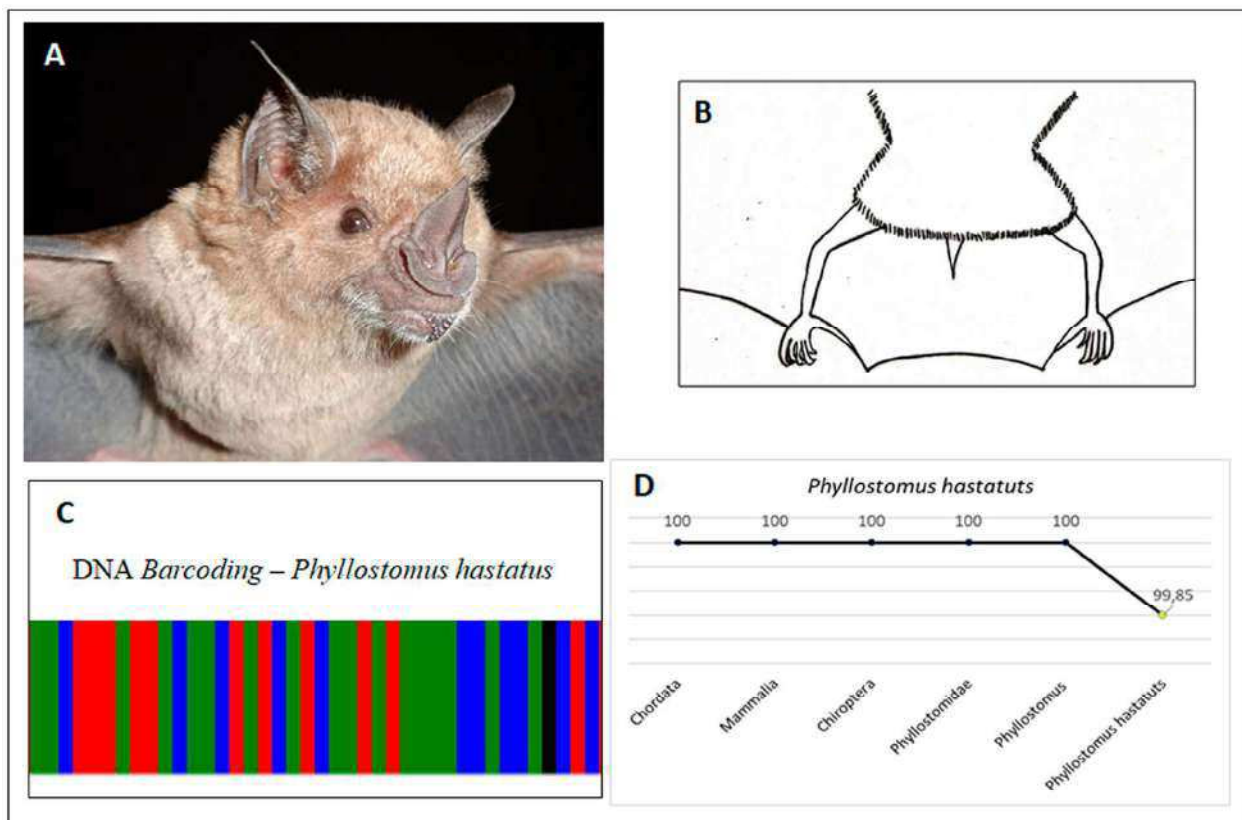 A
B
C
DNA Barcoding – Phyllostomus hastatus
D
Phyllostomus hastatuts
100 100 100 100 100
99,85
Chordata
Mammalia
Chiroptera
Phyllostomidae
Phyllostomus
Phyllostomus hastatuts